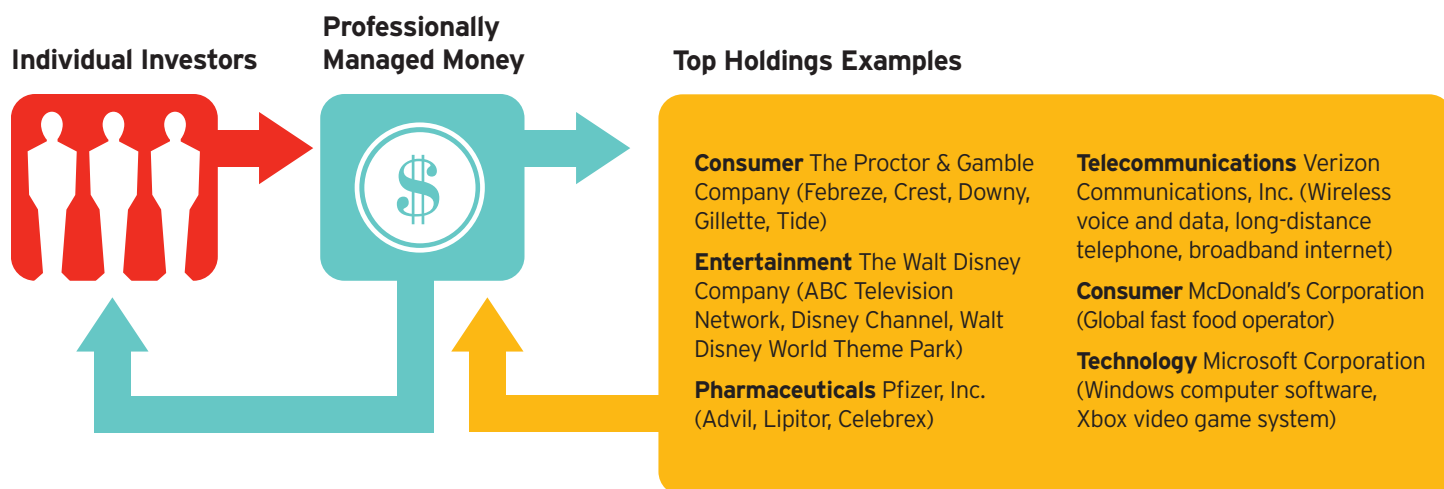 Individual Investors
Professionally
Managed Money
$
Top Holdings Examples
Consumer The Proctor & Gamble
Company (Febreze, Crest, Downy,
Gillette, Tide)
Entertainment The Walt Disney
Company (ABC Television
Network, Disney Channel, Walt
Disney World Theme Park)
Pharmaceuticals Pfizer, Inc.
(Advil, Lipitor, Celebrex)
Telecommunications Verizon
Communications, Inc. (Wireless
voice and data, long-distance
telephone, broadband internet)
Consumer McDonald’s Corporation
(Global fast food operator)
Technology Microsoft Corporation
(Windows computer software,
Xbox video game system)